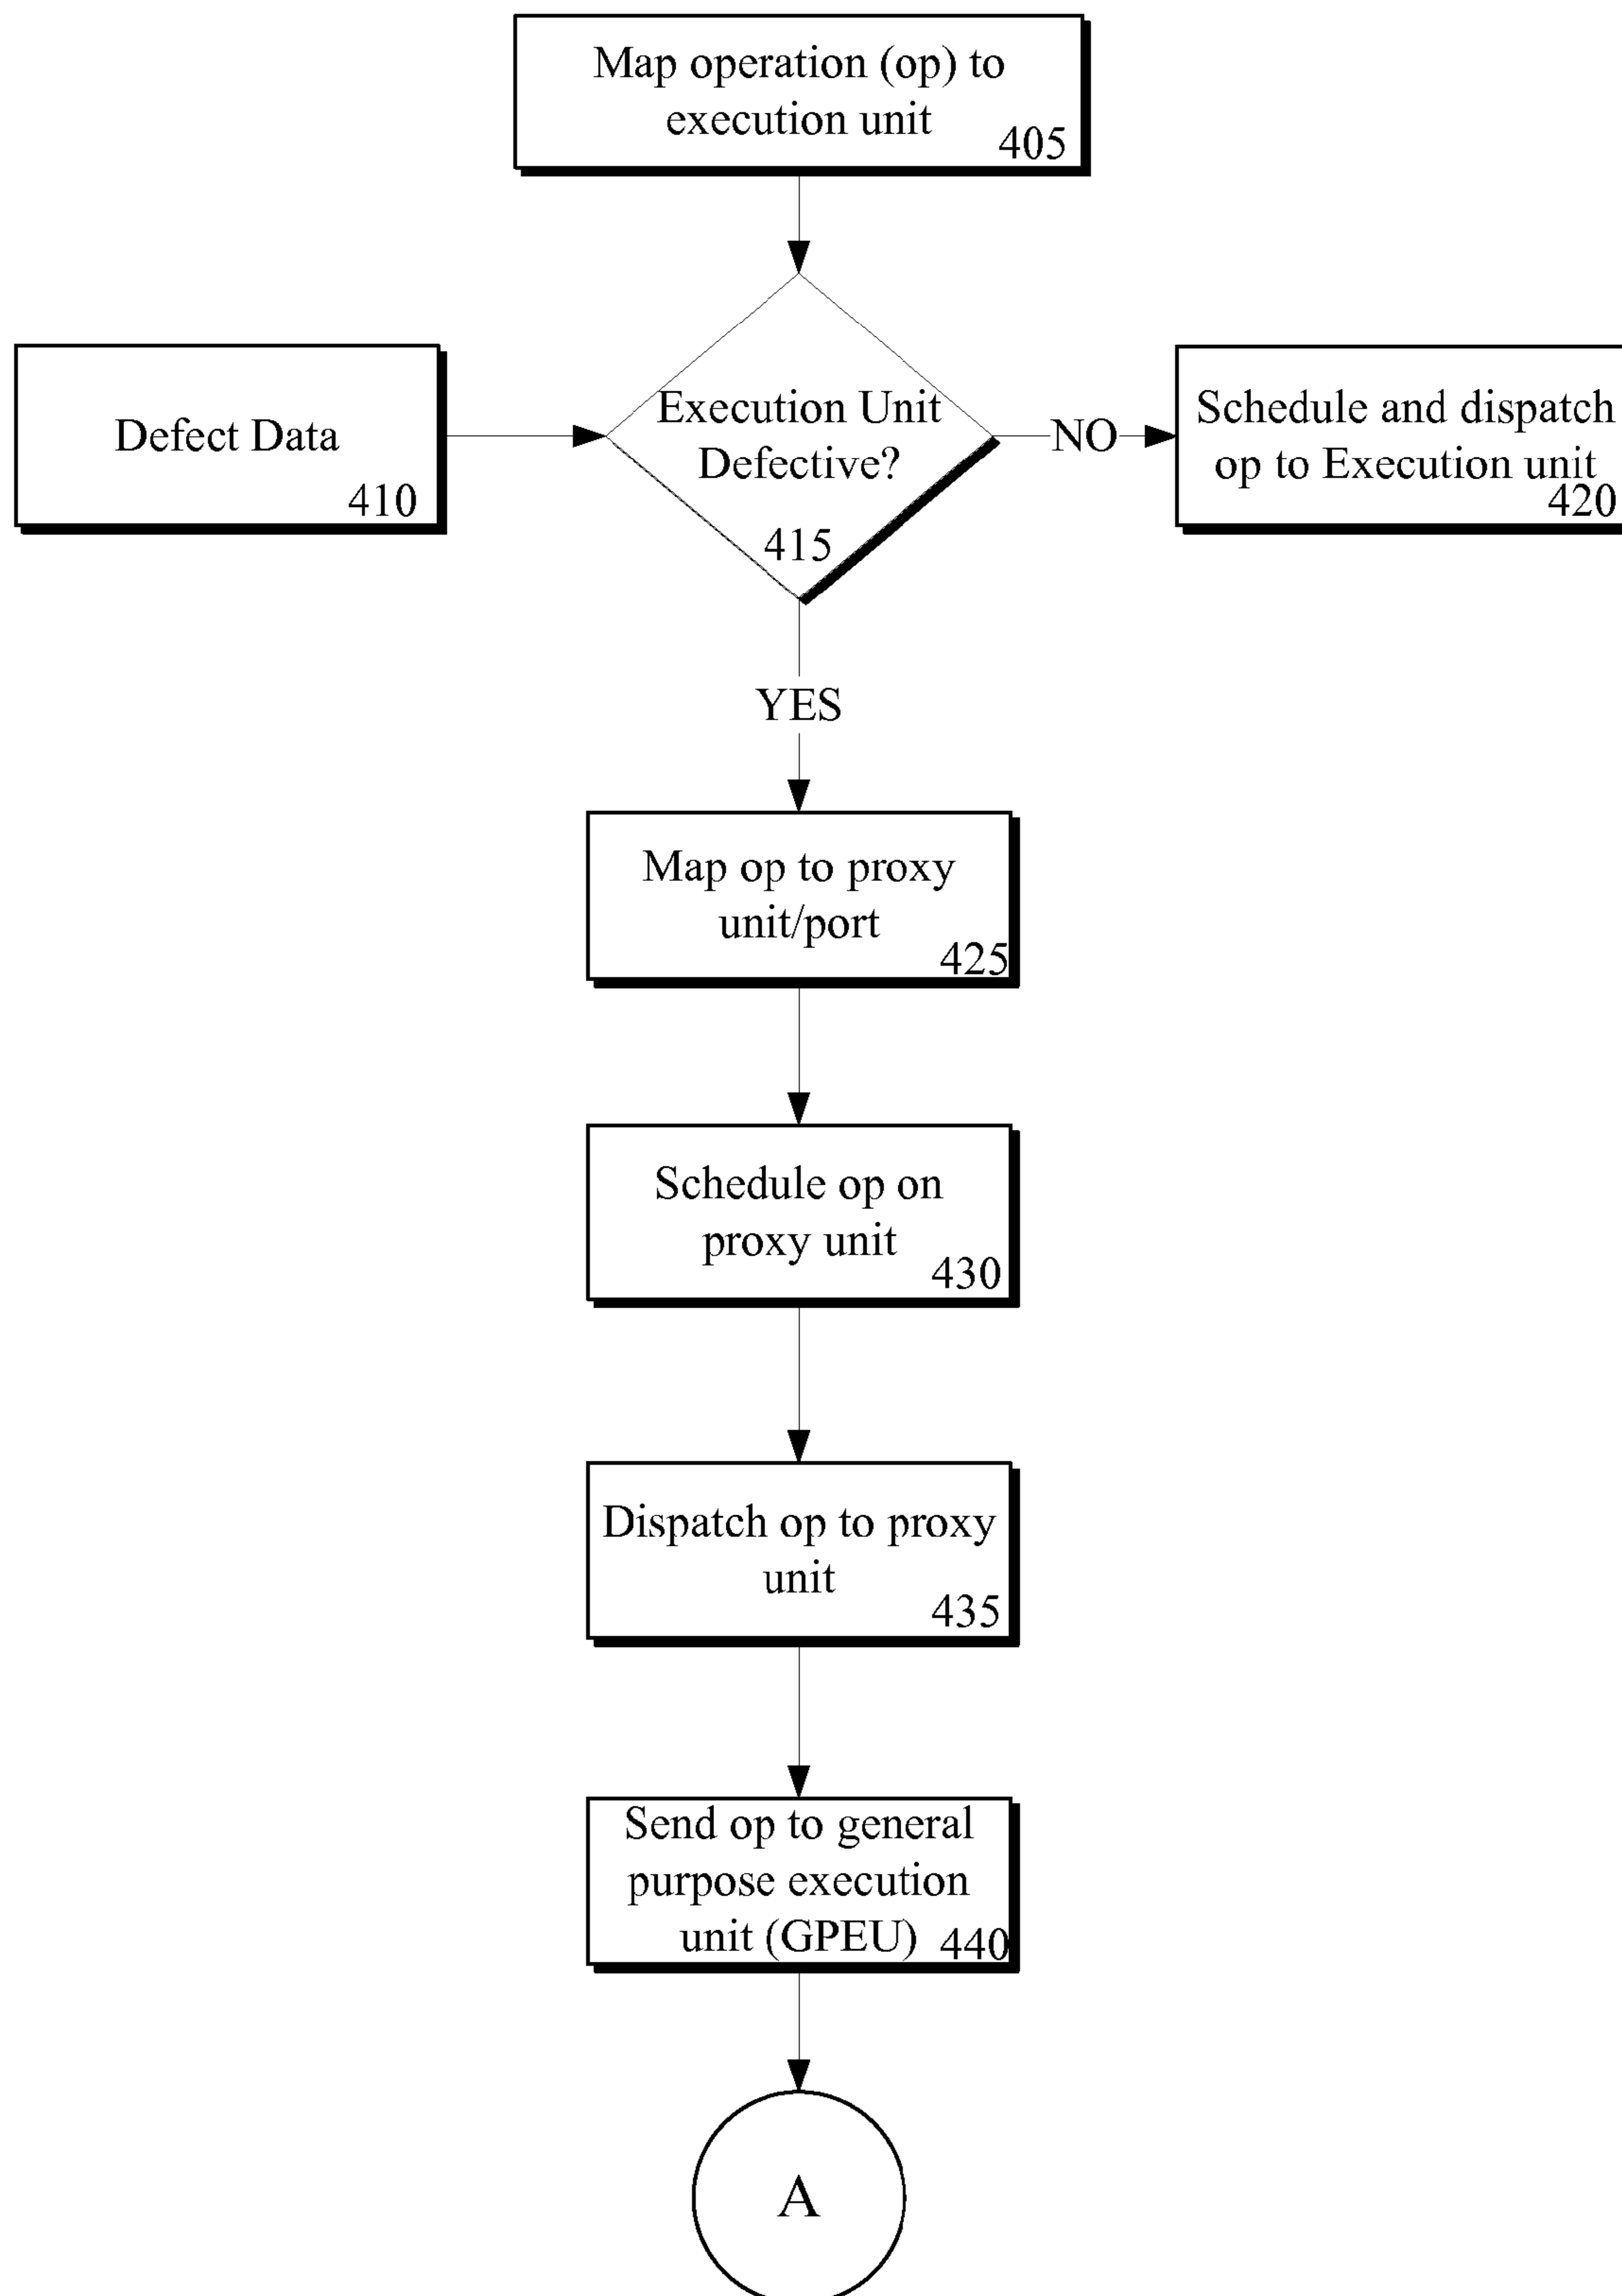 Map operation (op) to
execution unit
405
Defect Data
410
Execution Unit
Defective?
415
NO
Schedule and dispatch
op to Execution unit
420
YES
Map op to proxy
unit/port
425
Schedule op on
proxy unit
430
Dispatch op to proxy
unit
435
Send op to general
purpose execution
unit (GPEU) 440
A